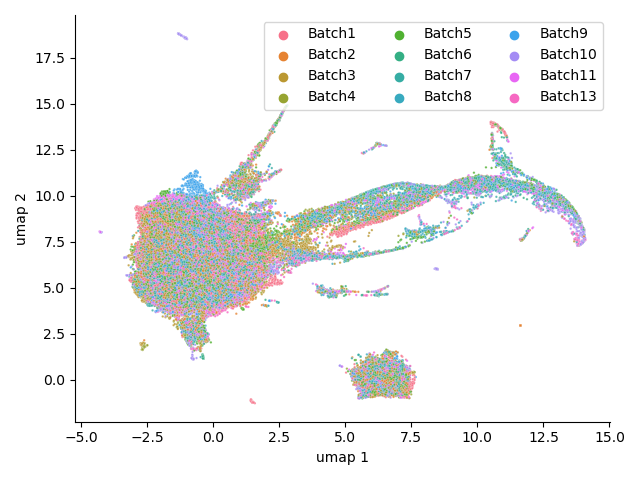 Batch1 Batch5 Batch9
Batch2 Batch6 Batch10
Batch3 Batch7 Batch11
Batch4 Batch8 Batch13
17.5
15.0
12.5
10.0
7.5
5.0
2.5
0.0
umap 2
−5.0 −2.5 0.0 2.5 5.0 7.5 10.0 12.5 15.0
umap 1